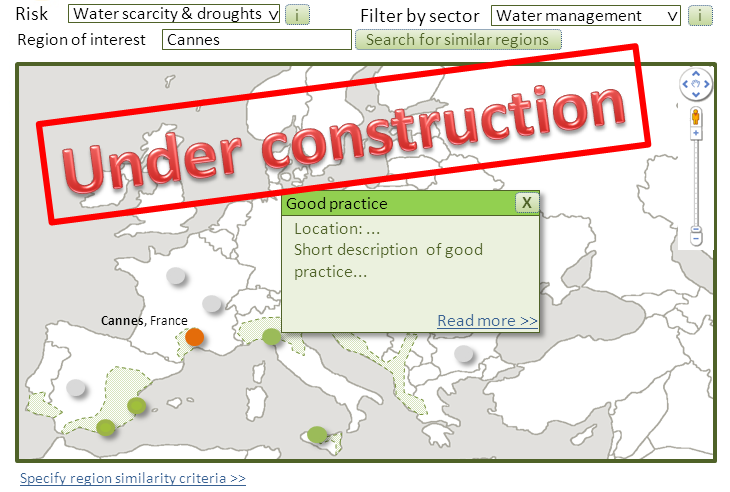 Risk Water scarcity & droughts v i Filter by sector Water management v i
Region of interest Cannes Search for similar regions
Under construction
Good practice X
Location: ...
Short description of good
practice...
Read more >>
Cannes, France
Specify region similarity criteria >>